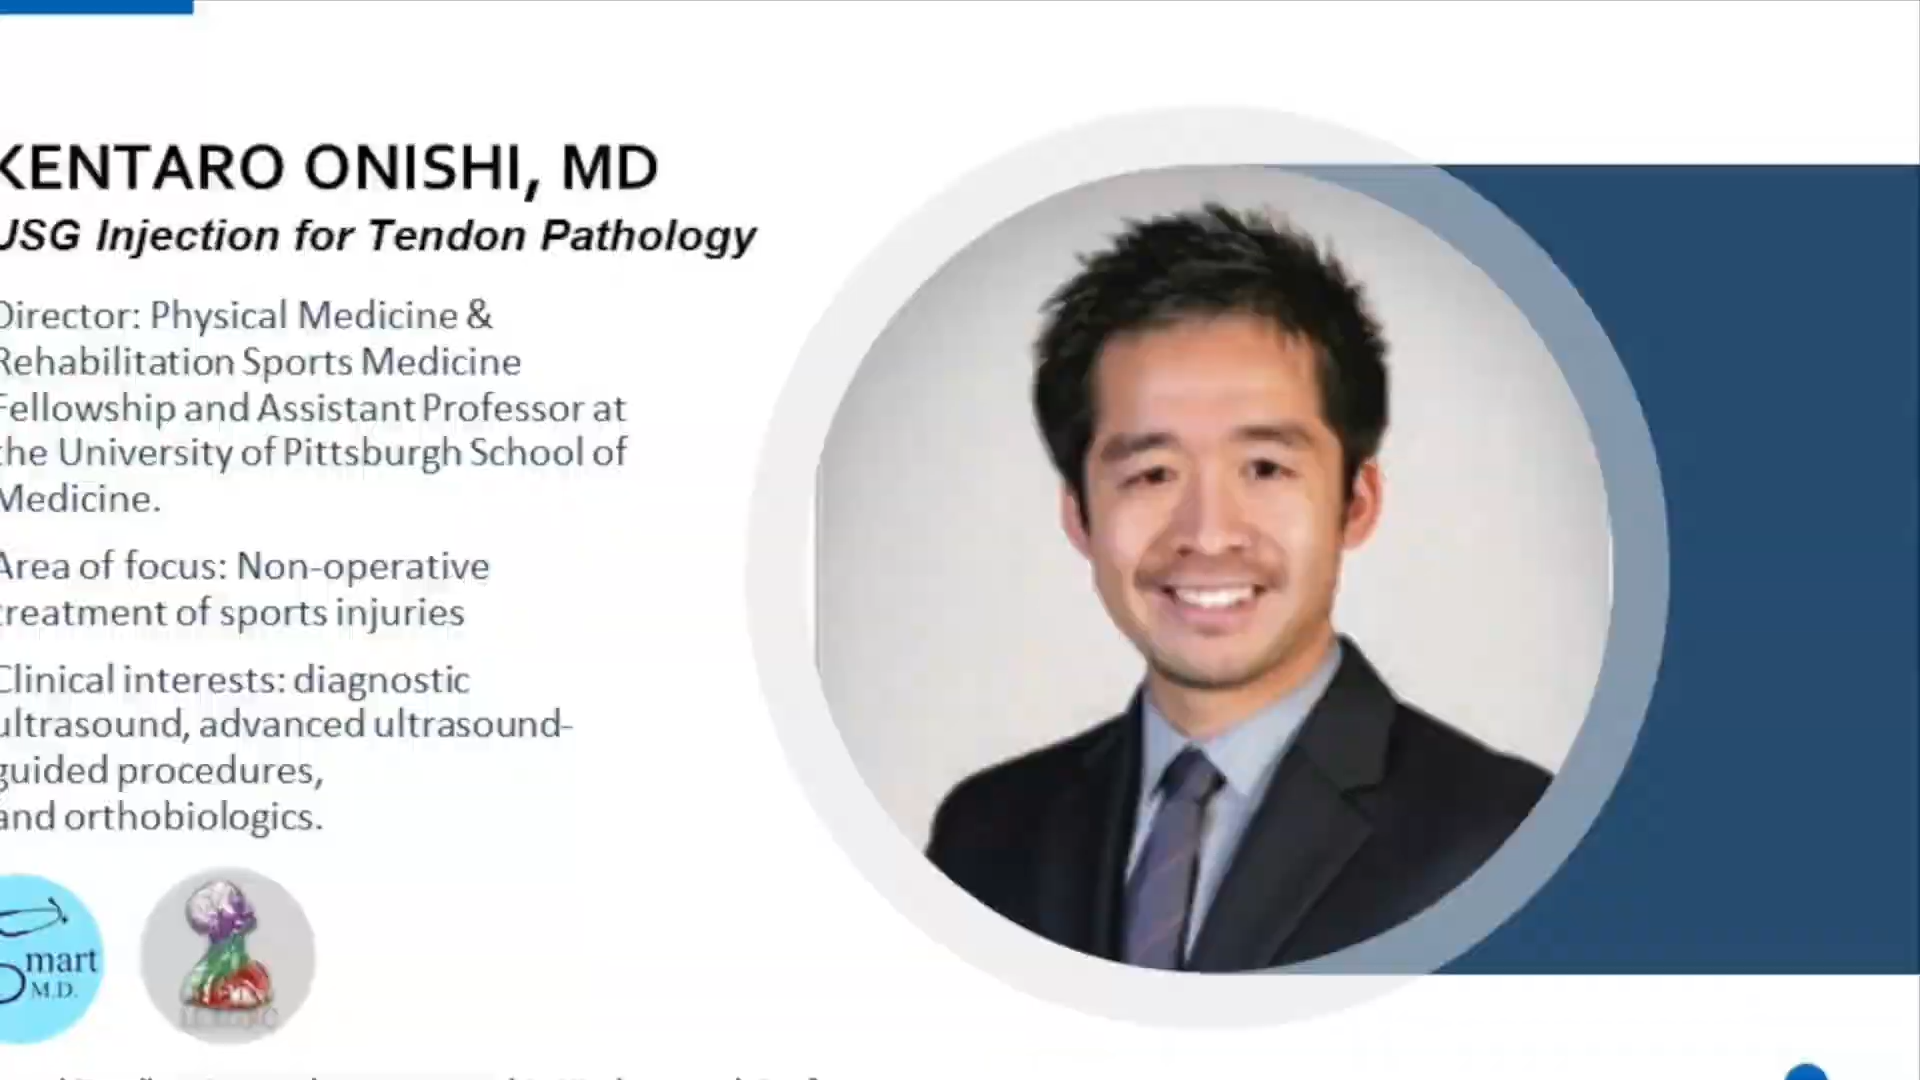 KENTARO ONISHI, MD
USG Injection for Tendon Pathology
Director: Physical Medicine &
Rehabilitation Sports Medicine
Fellowship and Assistant Professor at
the University of Pittsburgh School of
Medicine.
Area of focus: Non-operative
treatment of sports injuries
Clinical interests: diagnostic
ultrasound, advanced ultrasound-
guided procedures,
and orthobiologics.
Smart
M.D.